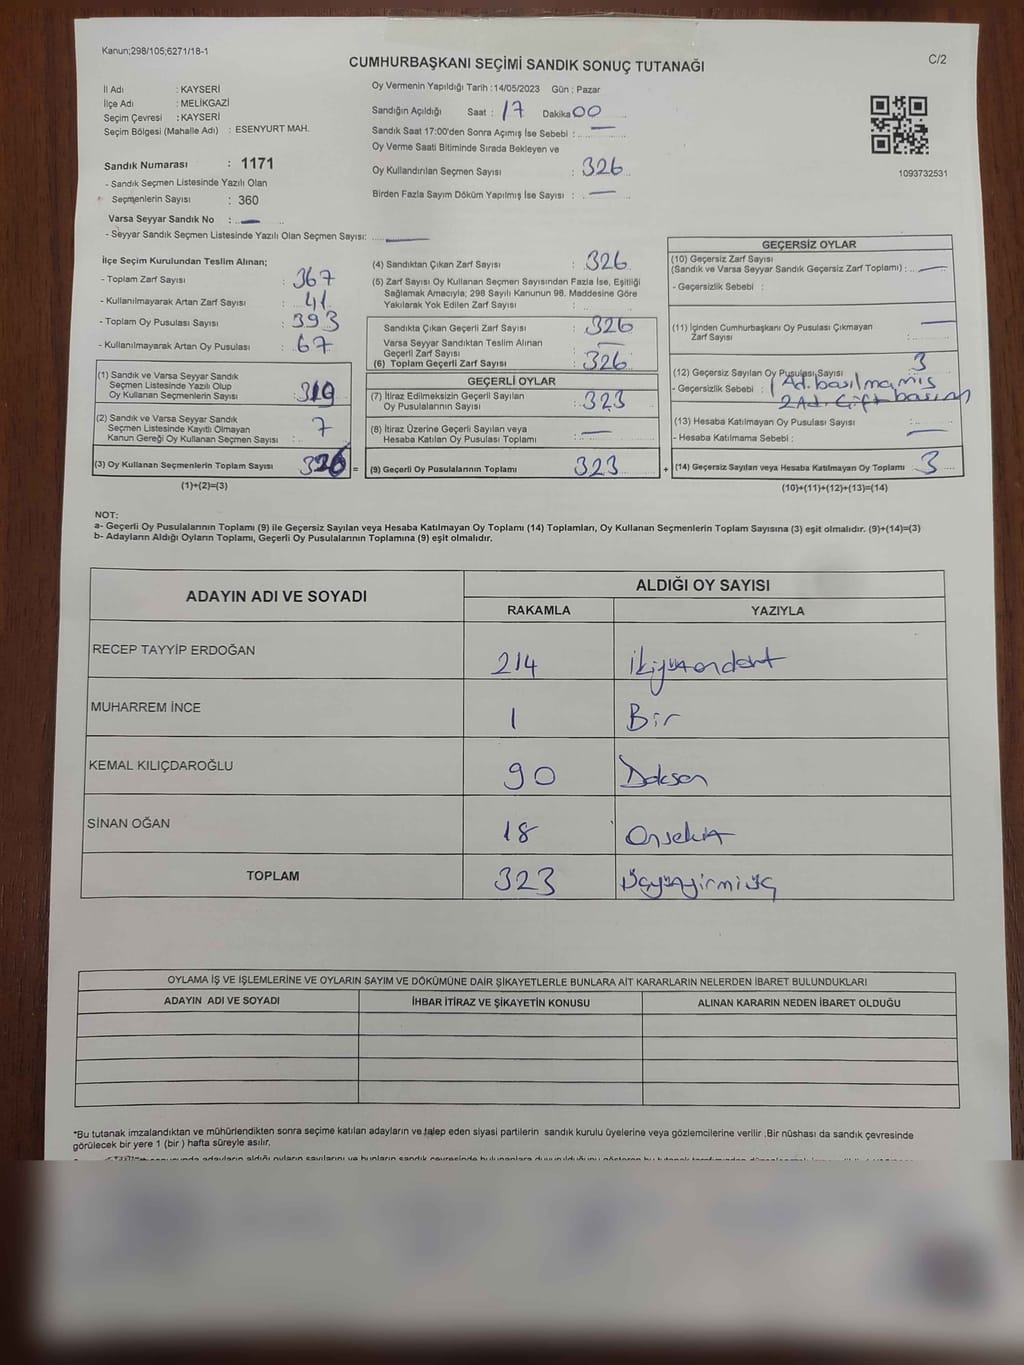 Kanun;298/105;6271/18-1
CUMHURBAŞKANI SEÇİMİ SANDIK SONUÇ TUTANAĞI
C/2
İl Adı : KAYSERİ
İlçe Adı : MELİKGAZİ
Seçim Çevresi : KAYSERİ
Seçim Bölgesi (Mahalle Adı) : ESENYURT MAH.
Sandık Numarası : 1171
- Sandık Seçmen Listesinde Yazılı Olan
Seçmenlerin Sayısı : 360
Varsa Seyyar Sandık No : —
- Seyyar Sandık Seçmen Listesinde Yazılı Olan Seçmen Sayısı: —
Oy Vermenin Yapıldığı Tarih :14/05/2023 Gün : Pazar
Sandığın Açıldığı Saat : 17 Dakika 00
Sandık Saat 17:00'den Sonra Açımış İse Sebebi : —
Oy Verme Saati Bitiminde Sırada Bekleyen ve
Oy Kullandırılan Seçmen Sayısı : 326
Birden Fazla Sayım Döküm Yapılmış İse Sayısı : —
1093732531
İlçe Seçim Kurulundan Teslim Alınan;
- Toplam Zarf Sayısı : 367
- Kullanılmayarak Artan Zarf Sayısı : 41
- Toplam Oy Pusulası Sayısı : 393
- Kullanılmayarak Artan Oy Pusulası : 67
(1) Sandık ve Varsa Seyyar Sandık
Seçmen Listesinde Yazılı Olup
Oy Kullanan Seçmenlerin Sayısı : 319
(2) Sandık ve Varsa Seyyar Sandık
Seçmen Listesinde Kayıtlı Olmayan
Kanun Gereği Oy Kullanan Seçmen Sayısı : 7
(3) Oy Kullanan Seçmenlerin Toplam Sayısı 326
(1)+(2)=(3)
(4) Sandıktan Çıkan Zarf Sayısı : 326
(5) Zarf Sayısı Oy Kullanan Seçmen Sayısından Fazla İse, Eşitliği
Sağlamak Amacıyla; 298 Sayılı Kanunun 98. Maddesine Göre
Yakılarak Yok Edilen Zarf Sayısı :
Sandıkta Çıkan Geçerli Zarf Sayısı : 326
Varsa Seyyar Sandıktan Teslim Alınan
Geçerli Zarf Sayısı : —
(6) Toplam Geçerli Zarf Sayısı : 326
GEÇERLİ OYLAR
(7) İtiraz Edilmeksizin Geçerli Sayılan
Oy Pusulalarının Sayısı : 323
(8) İtiraz Üzerine Geçerli Sayılan veya
Hesaba Katılan Oy Pusulası Toplamı : —
= (9) Geçerli Oy Pusulalarının Toplamı 323
GEÇERSİZ OYLAR
(10) Geçersiz Zarf Sayısı
(Sandık ve Varsa Seyyar Sandık Geçersiz Zarf Toplamı) : —
- Geçersizlik Sebebi :
(11) İçinden Cumhurbaşkanı Oy Pusulası Çıkmayan
Zarf Sayısı : —
(12) Geçersiz Sayılan Oy Pusulası Sayısı : 3
- Geçersizlik Sebebi : 1 Ad. basılmamış
2 Ad. Çift basım
(13) Hesaba Katılmayan Oy Pusulası Sayısı : —
- Hesaba Katılmama Sebebi :
+ (14) Geçersiz Sayılan veya Hesaba Katılmayan Oy Toplamı 3
(10)+(11)+(12)+(13)=(14)
NOT:
a- Geçerli Oy Pusulalarının Toplamı (9) ile Geçersiz Sayılan veya Hesaba Katılmayan Oy Toplamı (14) Toplamları, Oy Kullanan Seçmenlerin Toplam Sayısına (3) eşit olmalıdır. (9)+(14)=(3)
b- Adayların Aldığı Oyların Toplamı, Geçerli Oy Pusulalarının Toplamına (9) eşit olmalıdır.
ADAYIN ADI VE SOYADI ALDIĞI OY SAYISI
RAKAMLA YAZIYLA
RECEP TAYYİP ERDOĞAN 214 ikiyüzondört
MUHARREM İNCE 1 Bir
KEMAL KILIÇDAROĞLU 90 Doksan
SİNAN OĞAN 18 Onsekiz
TOPLAM 323 Üçyüzyirmiüç
OYLAMA İŞ VE İŞLEMLERİNE VE OYLARIN SAYIM VE DÖKÜMÜNE DAİR ŞİKAYETLERLE BUNLARA AİT KARARLARIN NELERDEN İBARET BULUNDUKLARI
ADAYIN ADI VE SOYADI İHBAR İTİRAZ VE ŞİKAYETİN KONUSU ALINAN KARARIN NEDEN İBARET OLDUĞU
*Bu tutanak imzalandıktan ve mühürlendikten sonra seçime katılan adayların ve talep eden siyasi partilerin sandık kurulu üyelerine veya gözlemcilerine verilir .Bir nüshası da sandık çevresinde
görülecek bir yere 1 (bir ) hafta süreyle asılır.